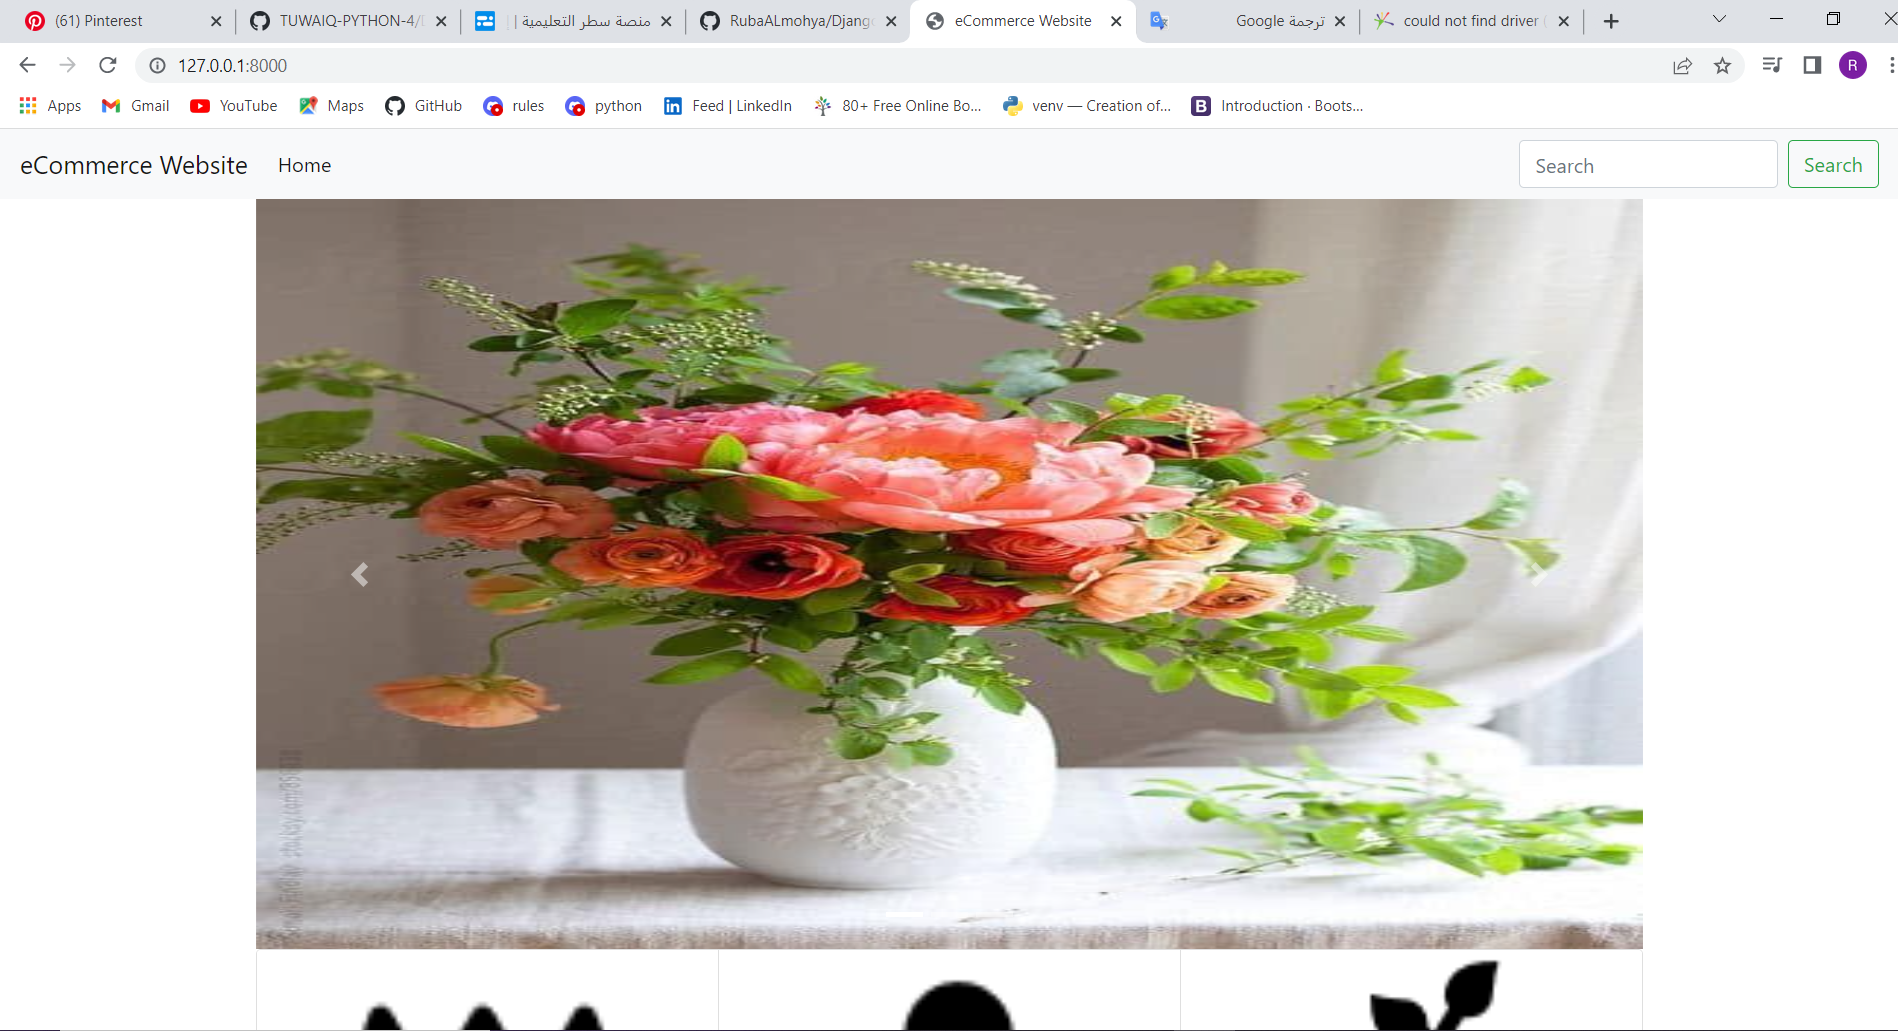 (61) Pinterest
TUWAIQ-PYTHON-4/
منصة سطر التعليمية |
RubaALmohya/Djang
eCommerce Website
ترجمة Google
could not find driver
127.0.0.1:8000
R
Apps
Gmail
YouTube
Maps
GitHub
rules
python
Feed | LinkedIn
80+ Free Online Bo...
venv — Creation of...
B
Introduction · Boots...
eCommerce Website
Home
Search
Search